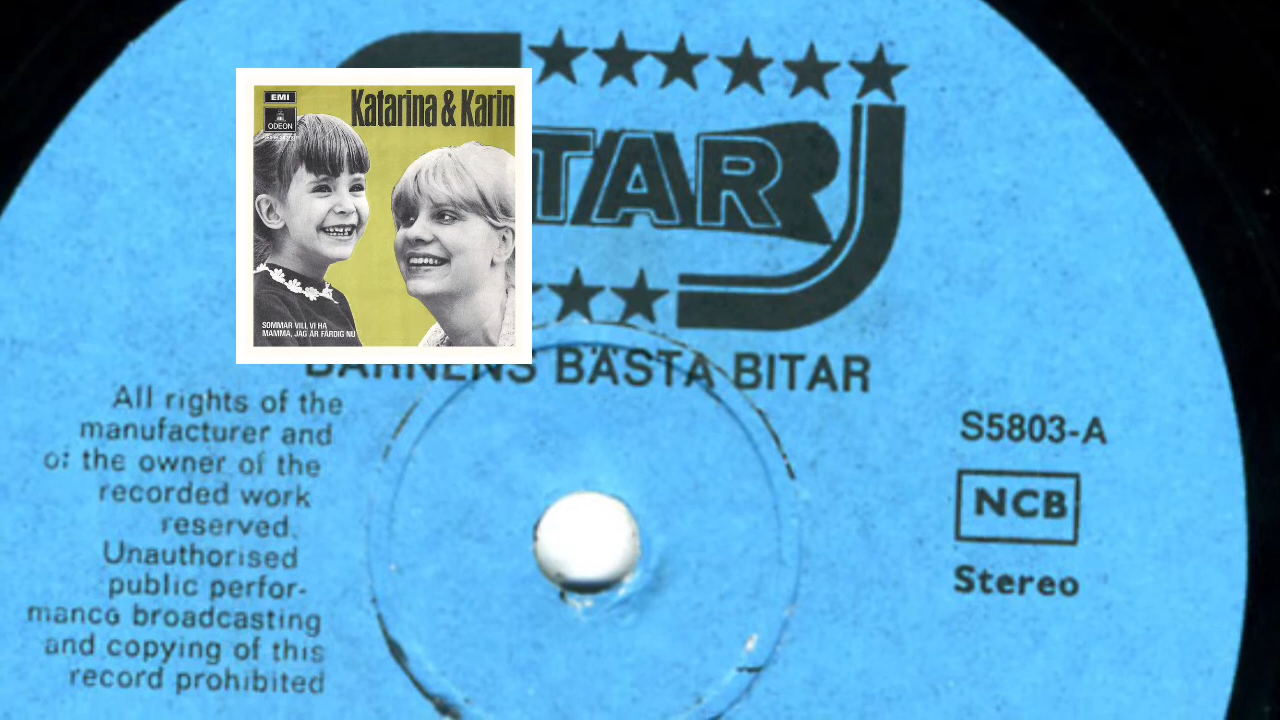 EMI
ODEON
Katarina & Karin
SOMMAR VILL VI HA
MAMMA, JAG ÄR FÄRDIG NU
TAR
BARNENS BÄSTA BITAR
All rights of the
manufacturer and
of the owner of the
recorded work
reserved.
Unauthorised
public perfor-
mance broadcasting
and copying of this
record prohibited
S5803-A
NCB
Stereo